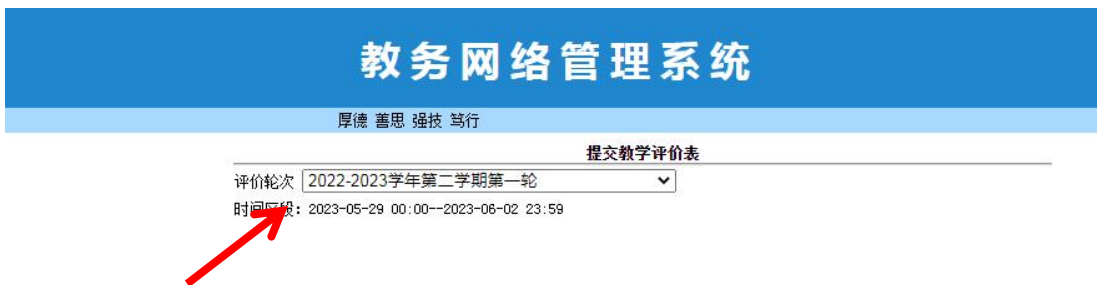 教务网络管理系统
厚德 善思 强技 笃行
提交教学评价表
评价轮次 2022-2023学年第二学期第一轮
时间区段：2023-05-29 00:00--2023-06-02 23:59